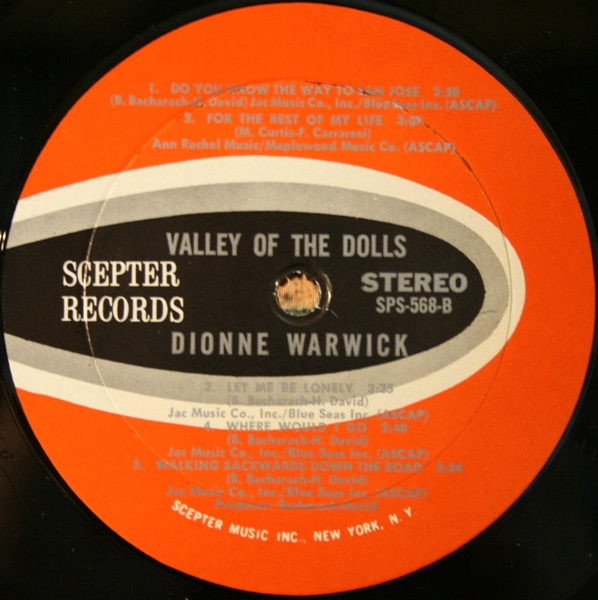 1. DO YOU KNOW THE WAY TO SAN JOSE 2:50
(B. Bacharach-N. David) Jac Music Co., Inc./Blue Seas Inc. (ASCAP)
2. FOR THE REST OF MY LIFE
(M. Curtis-F. Carraresi)
Ann Rachel Music/Maplewood Music Co. (ASCAP)
VALLEY OF THE DOLLS
SCEPTER
RECORDS
STEREO
SPS-568-B
DIONNE WARWICK
3. LET ME BE LONELY 3:35
(B. Bacharach-N. David)
Jac Music Co., Inc./Blue Seas Inc. (ASCAP)
4. WHERE WOULD I GO 2:40
(B. Bacharach-N. David)
Jac Music Co., Inc./Blue Seas Inc. (ASCAP)
5. WALKING BACKWARDS DOWN THE ROAD
(B. Bacharach-N. David)
Jac Music Co., Inc./Blue Seas Inc. (ASCAP)
Producer: Bacharach-David
SCEPTER MUSIC INC., NEW YORK, N.Y.